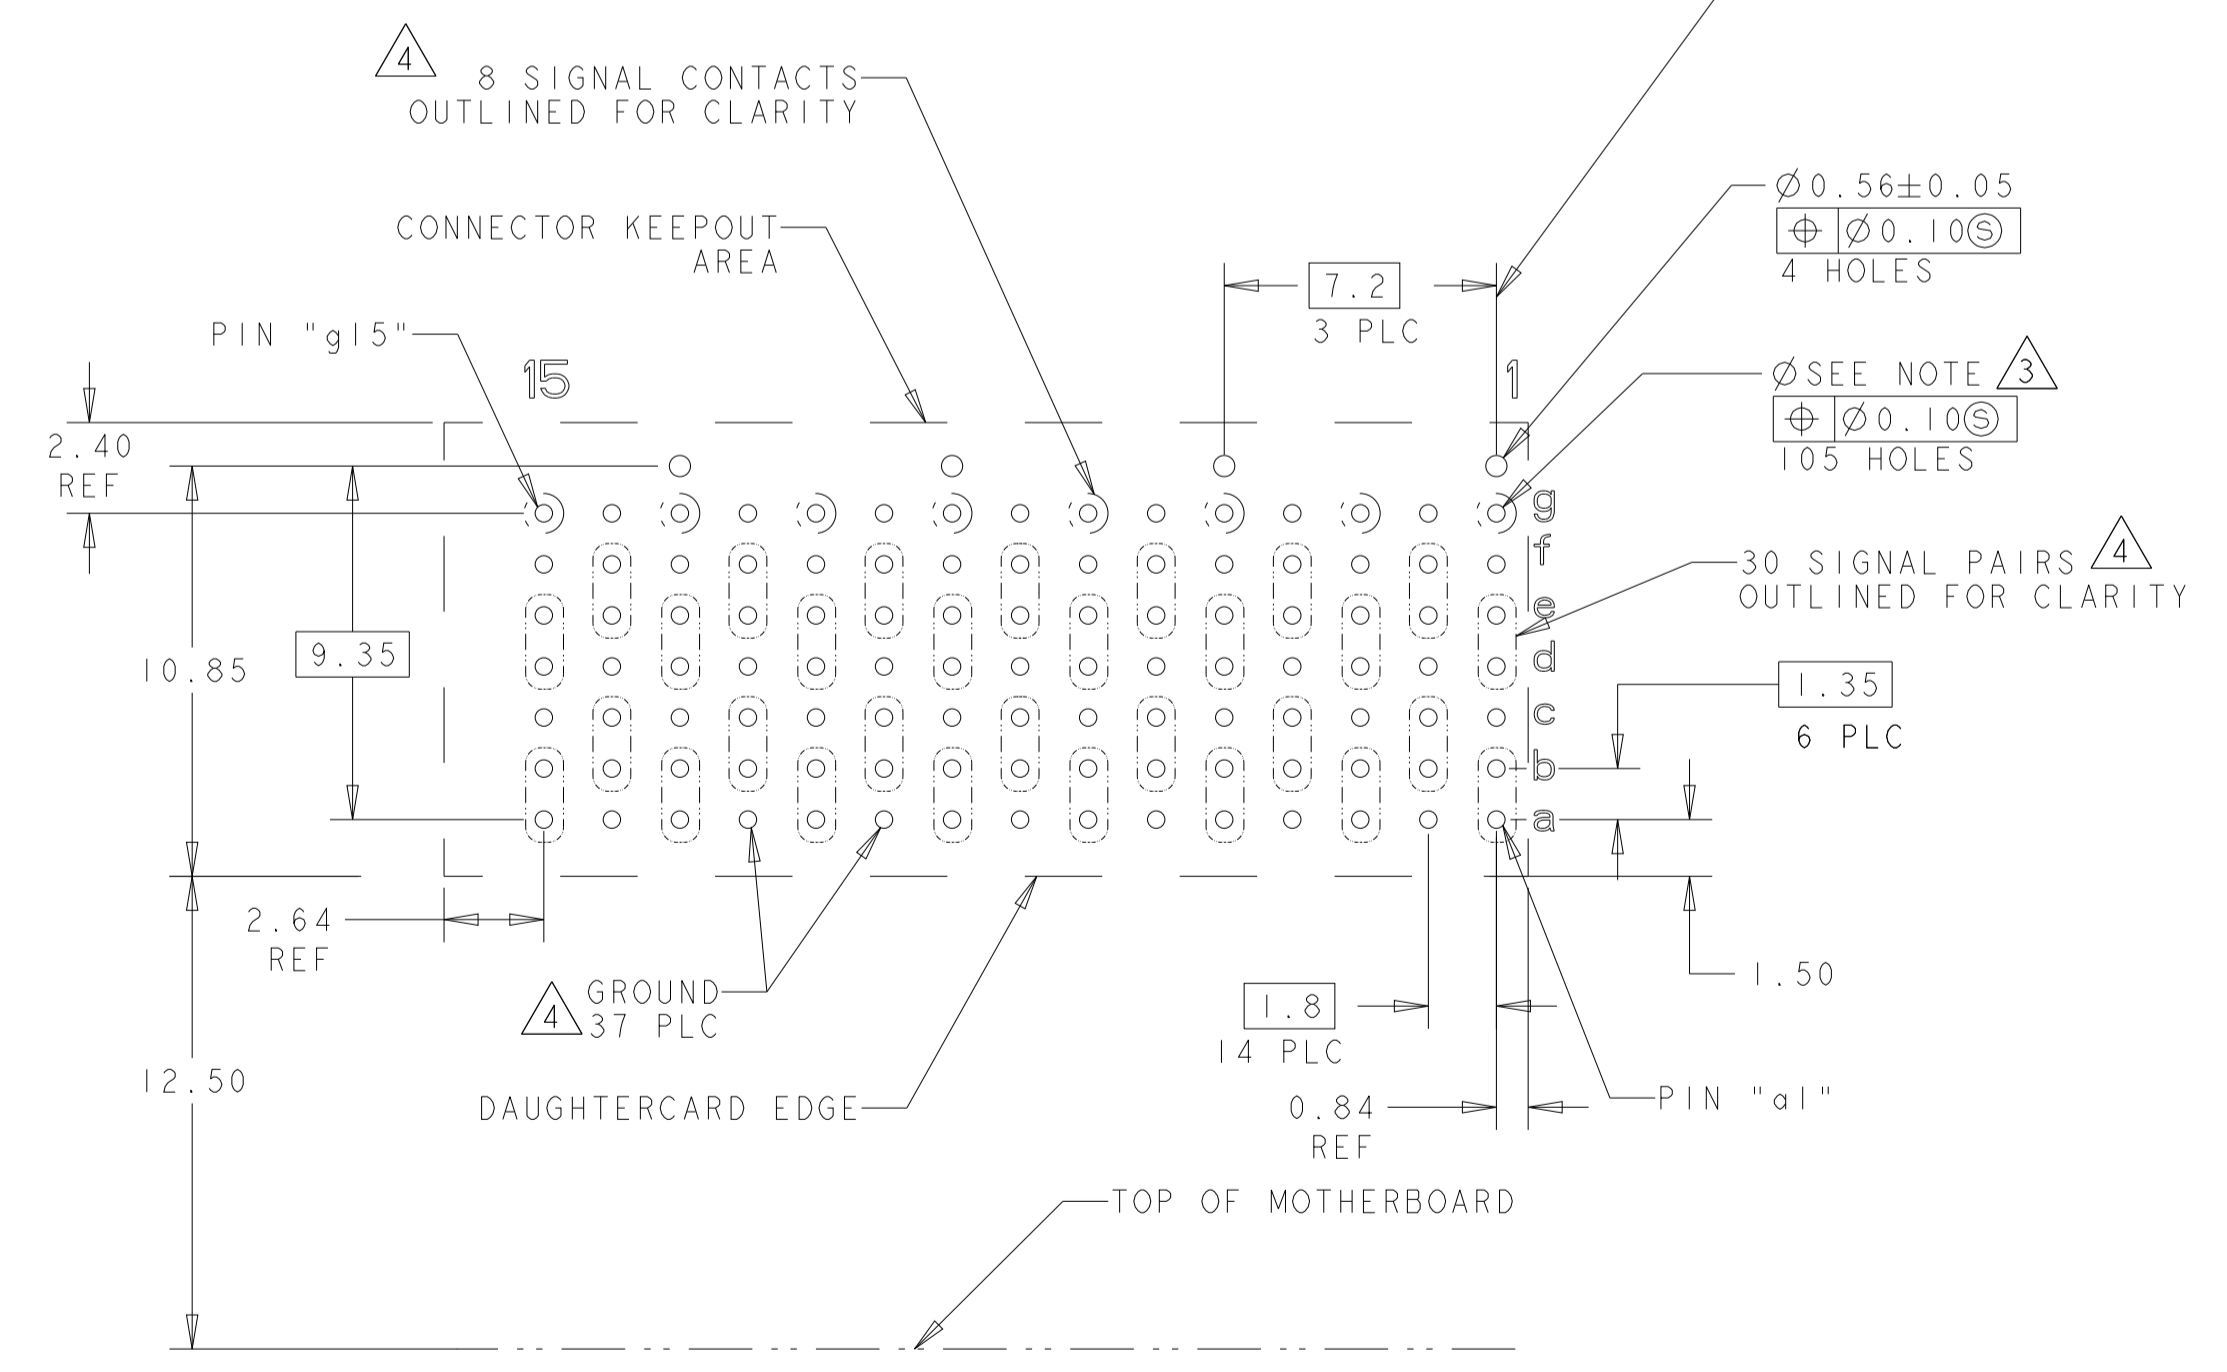 4
8 SIGNAL CONTACTS
OUTLINED FOR CLARITY
CONNECTOR KEEPOUT
AREA
PIN "g15"
15
1
7.2
3 PLC
Ø0.56±0.05
⌖ Ø0.10Ⓢ
4 HOLES
ØSEE NOTE 3
⌖ Ø0.10Ⓢ
105 HOLES
2.40
REF
g
f
e
d
c
b
a
30 SIGNAL PAIRS 4
OUTLINED FOR CLARITY
10.85
9.35
1.35
6 PLC
2.64
REF
4 GROUND
37 PLC
1.8
14 PLC
1.50
12.50
DAUGHTERCARD EDGE
0.84
REF
PIN "a1"
TOP OF MOTHERBOARD